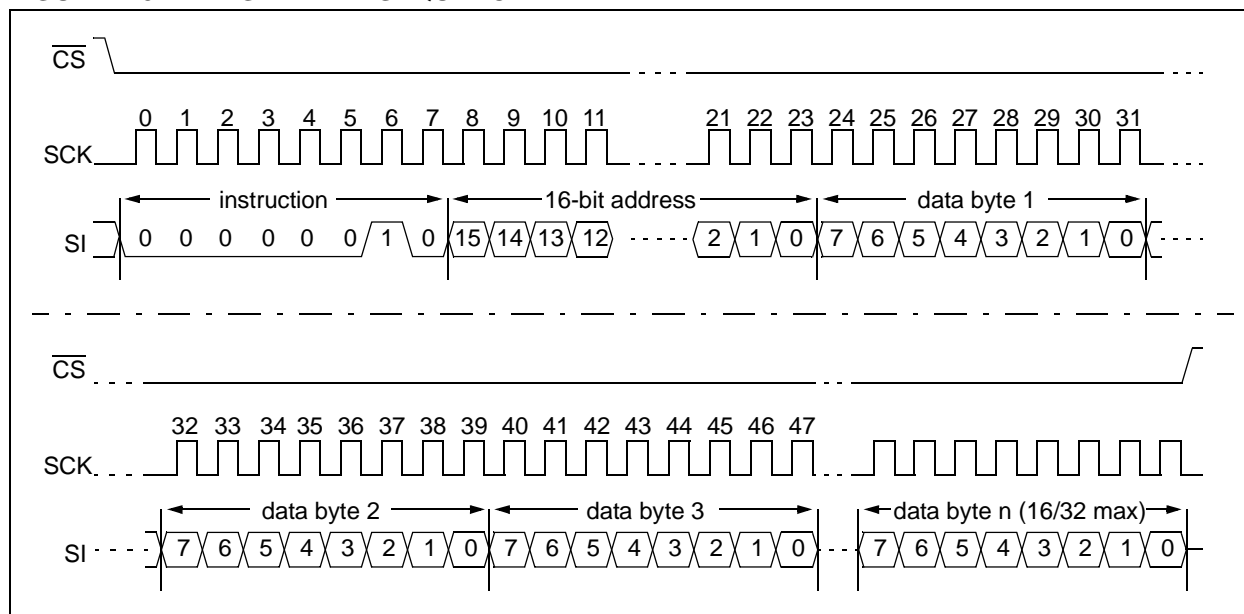 CS
0 1 2 3 4 5 6 7 8 9 10 11 21 22 23 24 25 26 27 28 29 30 31
SCK
instruction 16-bit address data byte 1
SI 0 0 0 0 0 0 1 0 15 14 13 12 2 1 0 7 6 5 4 3 2 1 0
CS
32 33 34 35 36 37 38 39 40 41 42 43 44 45 46 47
SCK
data byte 2 data byte 3 data byte n (16/32 max)
SI 7 6 5 4 3 2 1 0 7 6 5 4 3 2 1 0 7 6 5 4 3 2 1 0